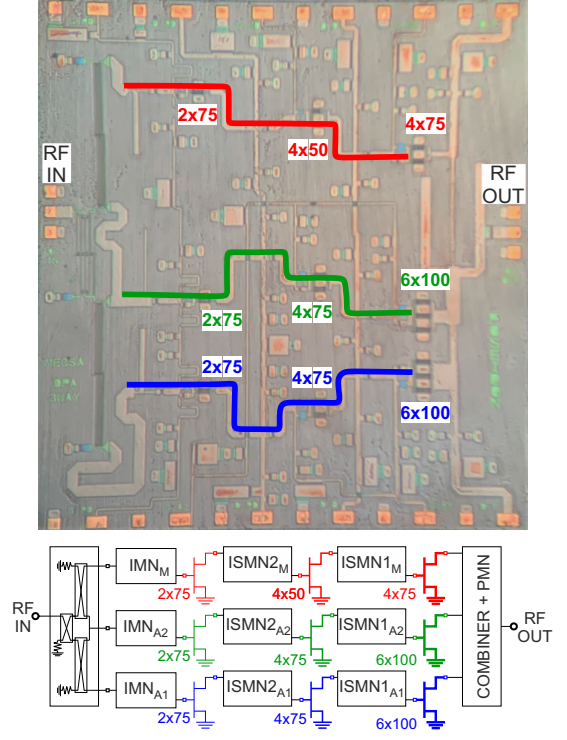 2x75
4x50
4x75
RF
IN
RF
OUT
6x100
2x75
4x75
2x75
4x75
6x100
IMN_M
ISMN2_M
ISMN1_M
2x75
4x50
4x75
RF
IN
IMN_A2
ISMN2_A2
ISMN1_A2
COMBINER + PMN
RF
OUT
2x75
4x75
6x100
IMN_A1
ISMN2_A1
ISMN1_A1
2x75
4x75
6x100